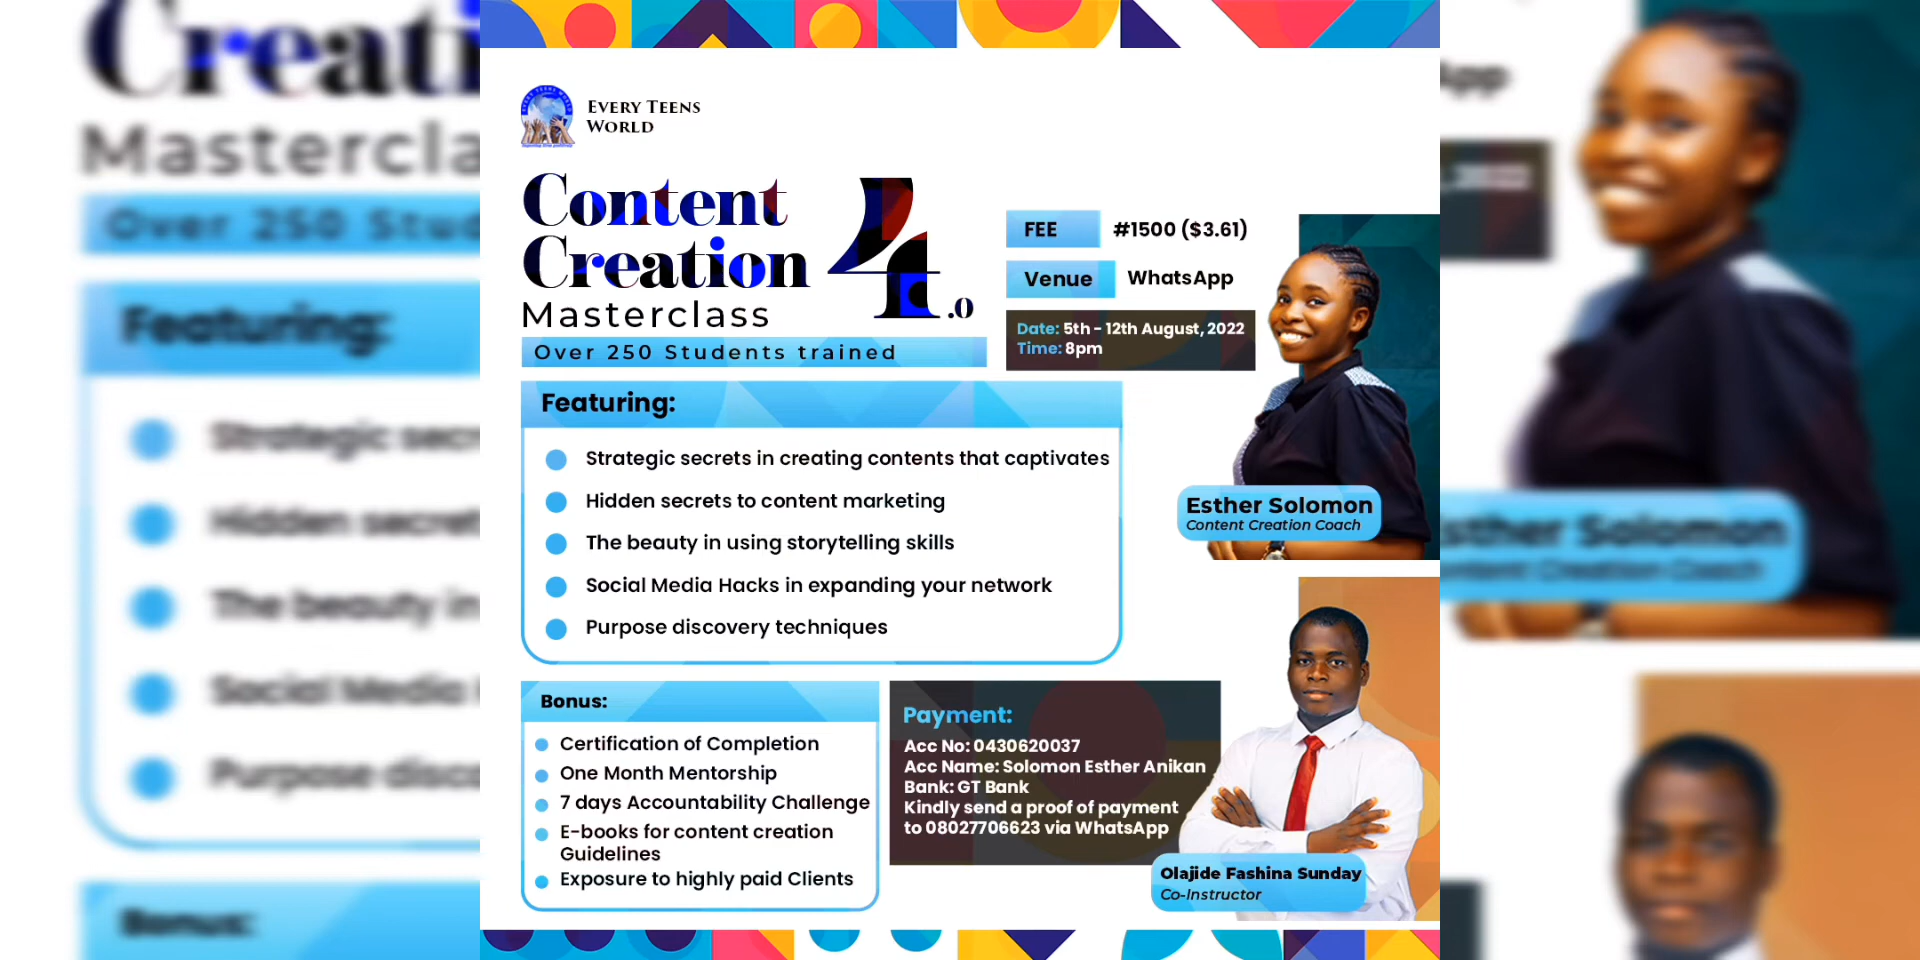 EVERY TEENS
WORLD
Content
Creation
4.0
Masterclass
Over 250 Students trained
FEE #1500 ($3.61)
Venue WhatsApp
Date: 5th - 12th August, 2022
Time: 8pm
Featuring:
Strategic secrets in creating contents that captivates
Hidden secrets to content marketing
The beauty in using storytelling skills
Social Media Hacks in expanding your network
Purpose discovery techniques
Esther Solomon
Content Creation Coach
Bonus:
Certification of Completion
One Month Mentorship
7 days Accountability Challenge
E-books for content creation
Guidelines
Exposure to highly paid Clients
Payment:
Acc No: 0430620037
Acc Name: Solomon Esther Anikan
Bank: GT Bank
Kindly send a proof of payment
to 08027706623 via WhatsApp
Olajide Fashina Sunday
Co-Instructor